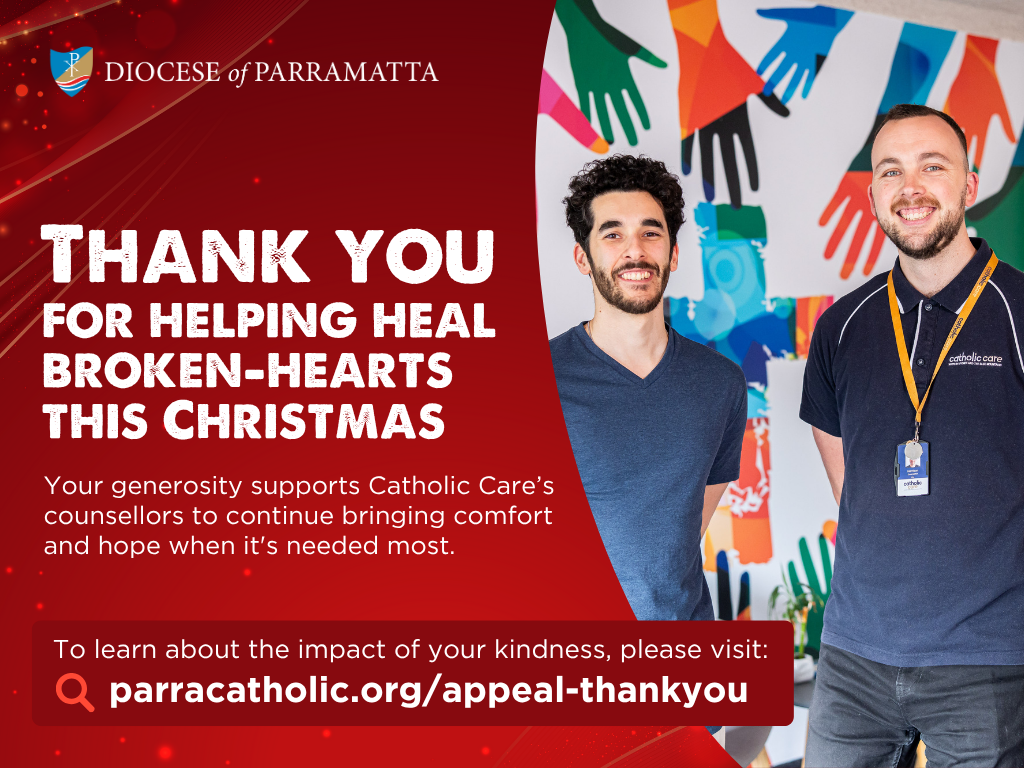 DIOCESE of PARRAMATTA
THANK YOU
FOR HELPING HEAL
BROKEN-HEARTS
THIS CHRISTMAS
Your generosity supports Catholic Care's
counsellors to continue bringing comfort
and hope when it's needed most.
To learn about the impact of your kindness, please visit:
parracatholic.org/appeal-thankyou
catholic care
catholic